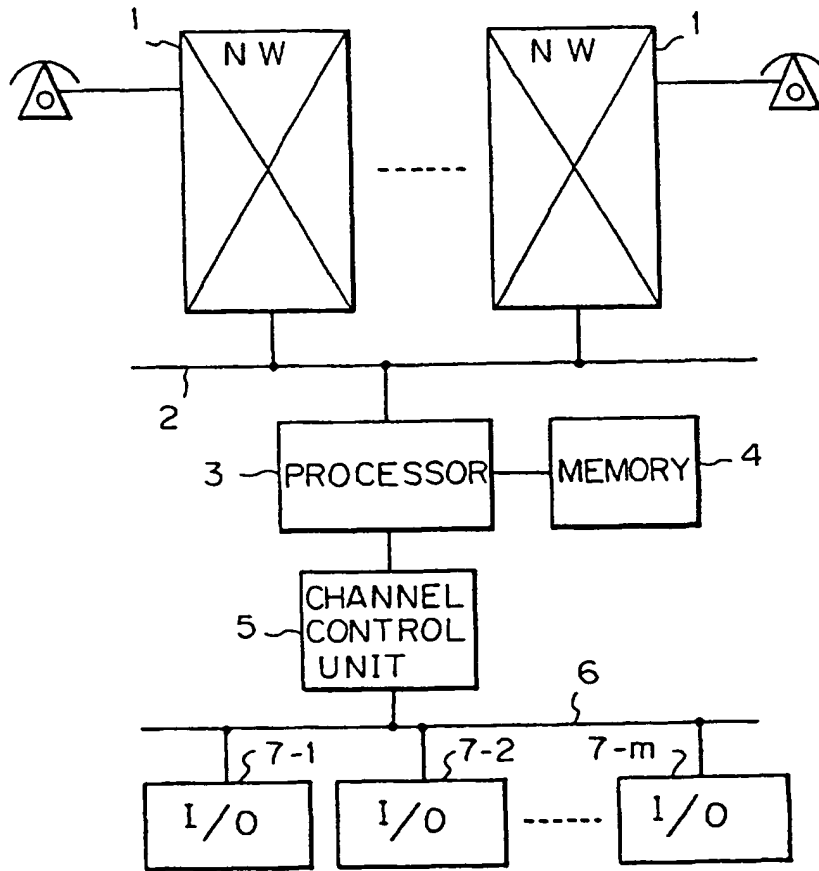 1
NW
1
NW
2
3
PROCESSOR
MEMORY
4
5
CHANNEL
CONTROL
UNIT
6
7-1
7-2
7-m
I/O
I/O
I/O